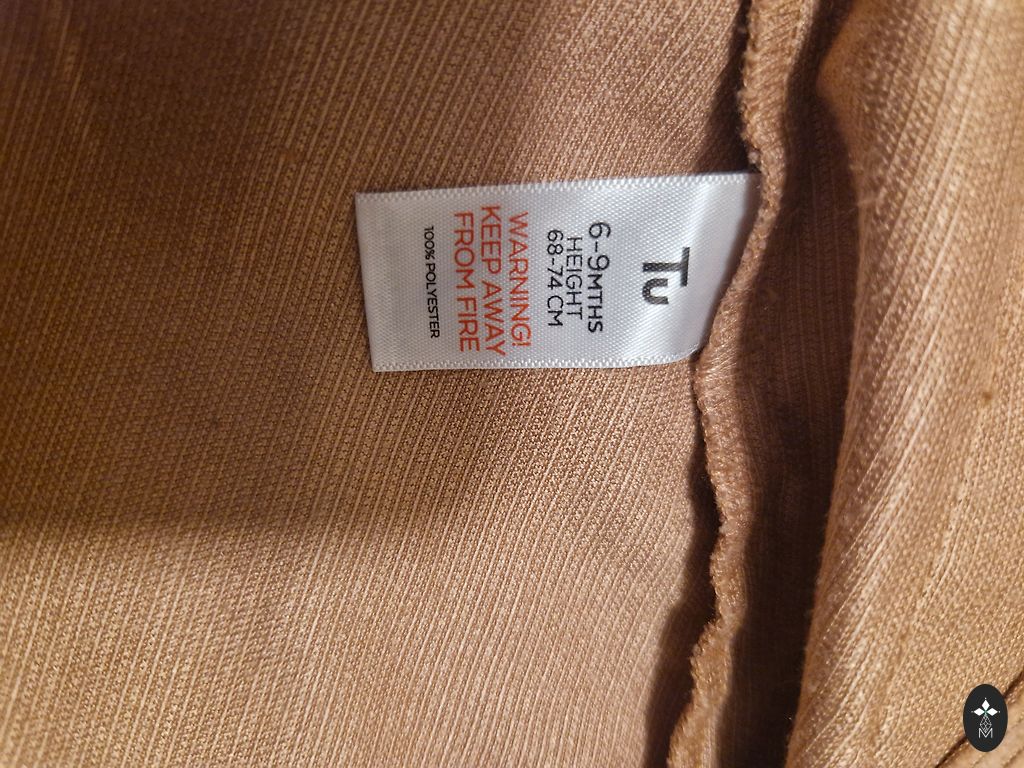 Tu
6-9MTHS
HEIGHT
68-74 CM
WARNING!
KEEP AWAY
FROM FIRE
100% POLYESTER
M